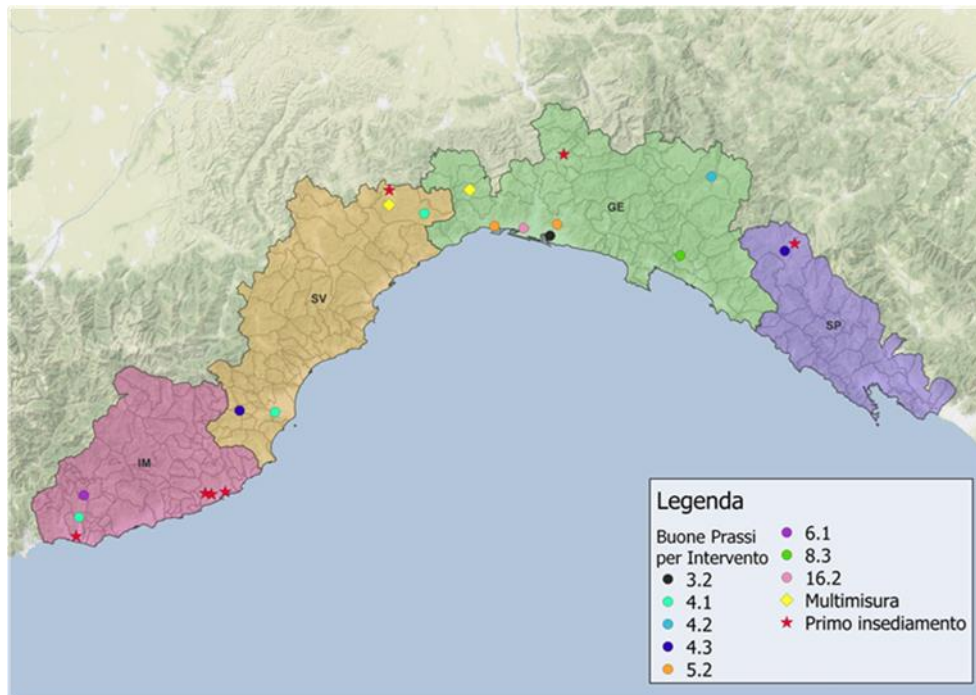 GE
SV
SP
IM
Legenda
Buone Prassi
per Intervento
3.2
4.1
4.2
4.3
5.2
6.1
8.3
16.2
Multimisura
Primo insediamento